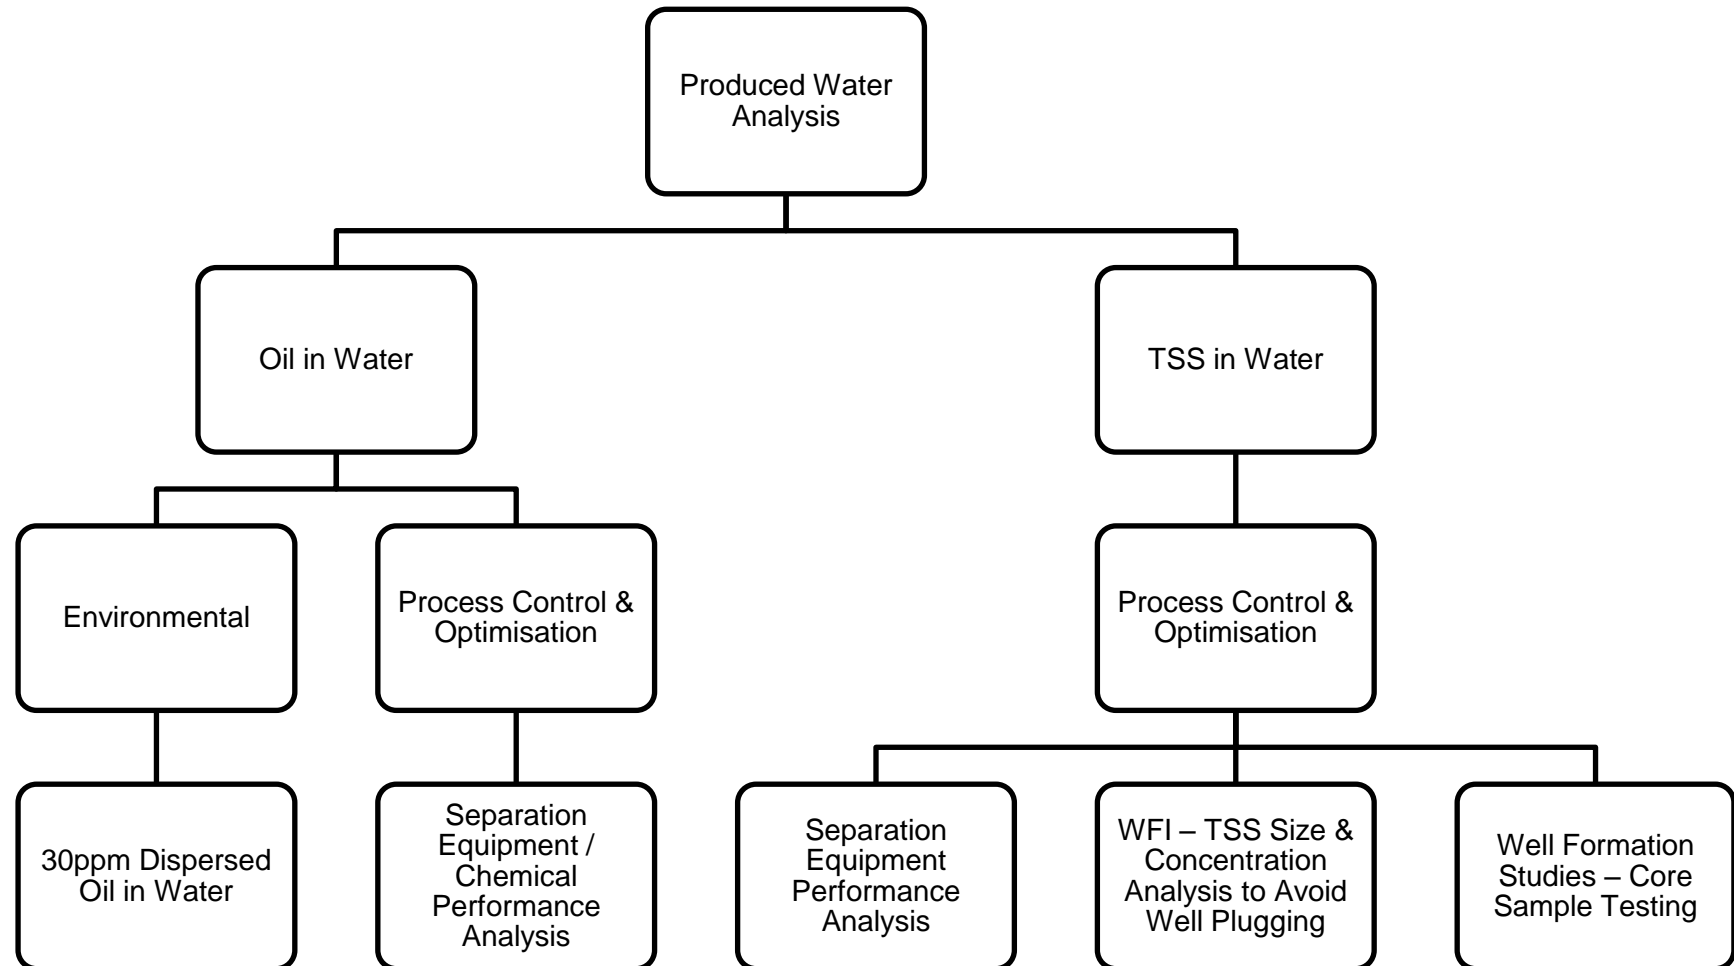 Produced Water
Analysis
Oil in Water
TSS in Water
Environmental
Process Control &
Optimisation
Process Control &
Optimisation
30ppm Dispersed
Oil in Water
Separation
Equipment /
Chemical
Performance
Analysis
Separation
Equipment
Performance
Analysis
WFI – TSS Size &
Concentration
Analysis to Avoid
Well Plugging
Well Formation
Studies – Core
Sample Testing